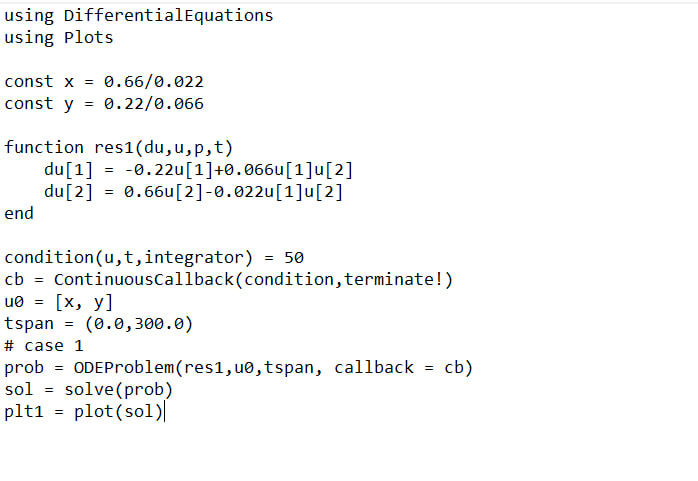 using DifferentialEquations
using Plots
const x = 0.66/0.022
const y = 0.22/0.066
function res1(du,u,p,t)
    du[1] = -0.22u[1]+0.066u[1]u[2]
    du[2] = 0.66u[2]-0.022u[1]u[2]
end
condition(u,t,integrator) = 50
cb = ContinuousCallback(condition,terminate!)
u0 = [x, y]
tspan = (0.0,300.0)
# case 1
prob = ODEProblem(res1,u0,tspan, callback = cb)
sol = solve(prob)
plt1 = plot(sol)